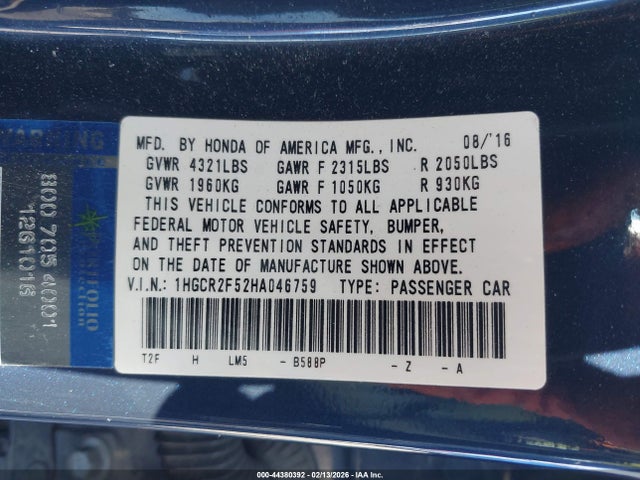 MFD. BY HONDA OF AMERICA MFG., INC. 08/'16
GVWR 4321LBS GAWR F 2315LBS R 2050LBS
GVWR 1960KG GAWR F 1050KG R 930KG
THIS VEHICLE CONFORMS TO ALL APPLICABLE
FEDERAL MOTOR VEHICLE SAFETY, BUMPER,
AND THEFT PREVENTION STANDARDS IN EFFECT
ON THE DATE OF MANUFACTURE SHOWN ABOVE.
V.I.N.: 1HGCR2F52HA046759 TYPE: PASSENGER CAR
T2F H LM5 - B588P - Z - A
WARNING
800 705 4001
1261016
000-44380392 - 02/13/2026 - IAA Inc.